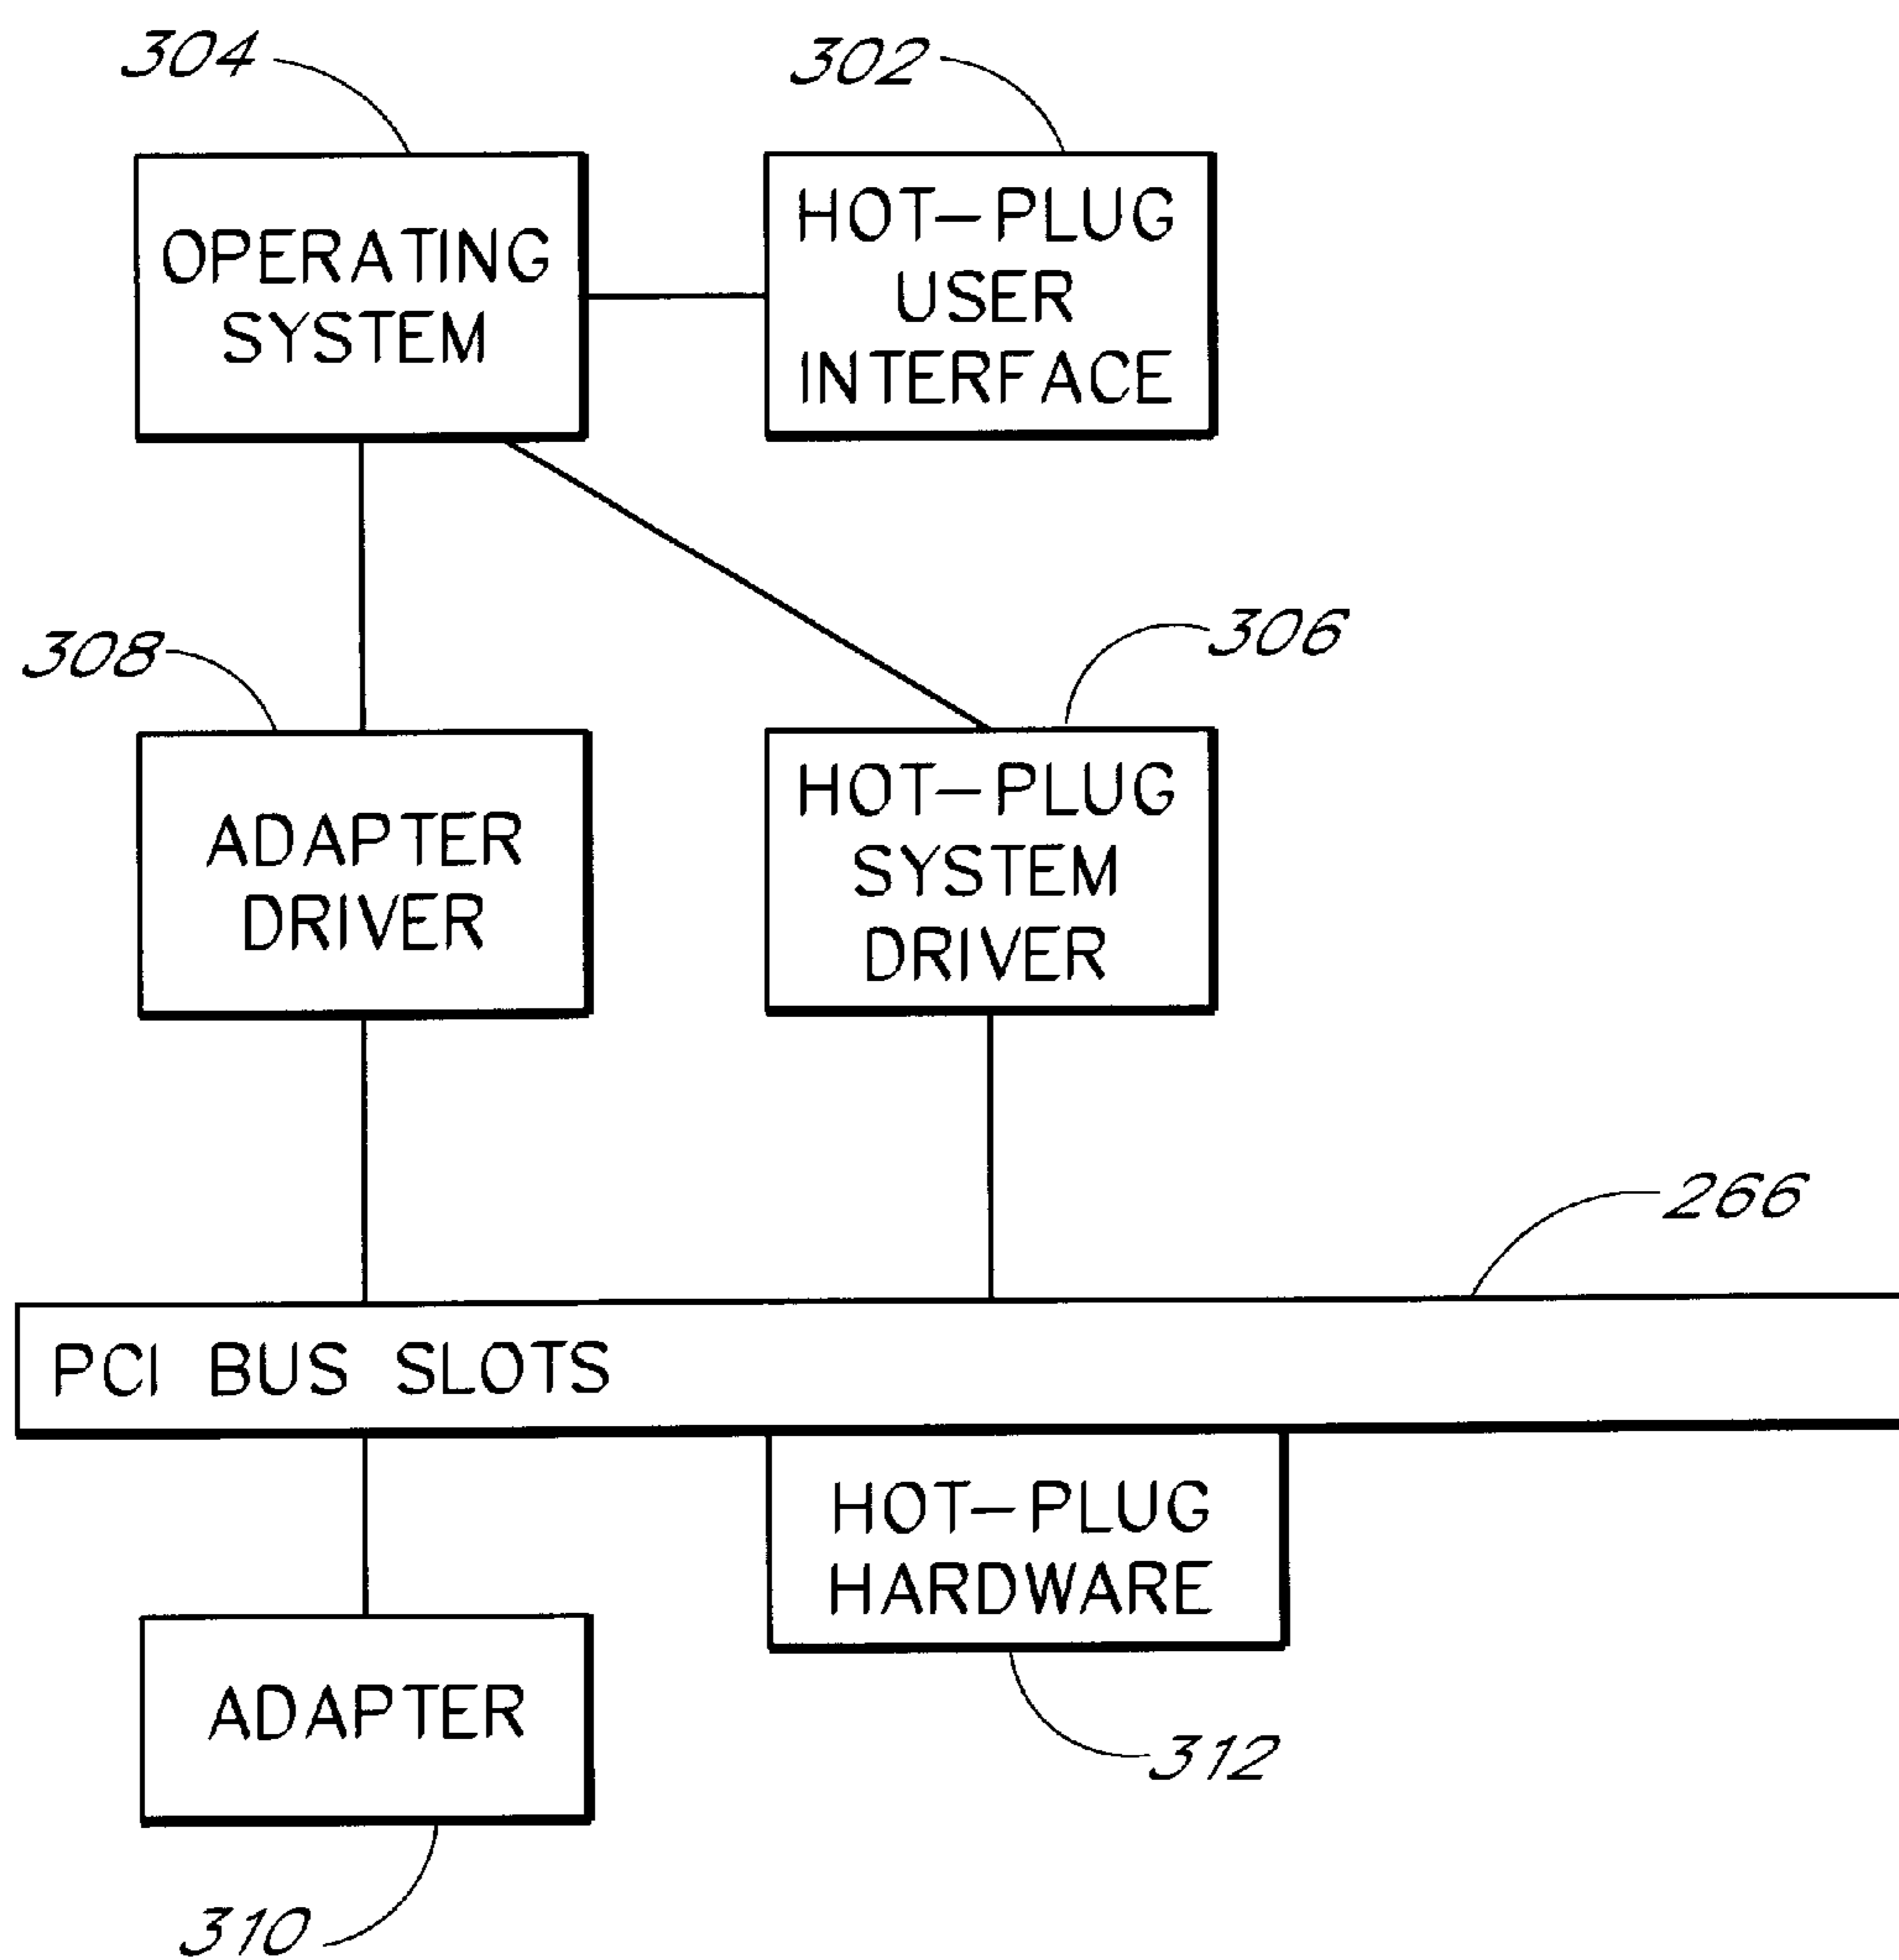 304
302
OPERATING
SYSTEM
HOT-PLUG
USER
INTERFACE
308
306
ADAPTER
DRIVER
HOT-PLUG
SYSTEM
DRIVER
266
PCI BUS SLOTS
HOT-PLUG
HARDWARE
ADAPTER
312
310